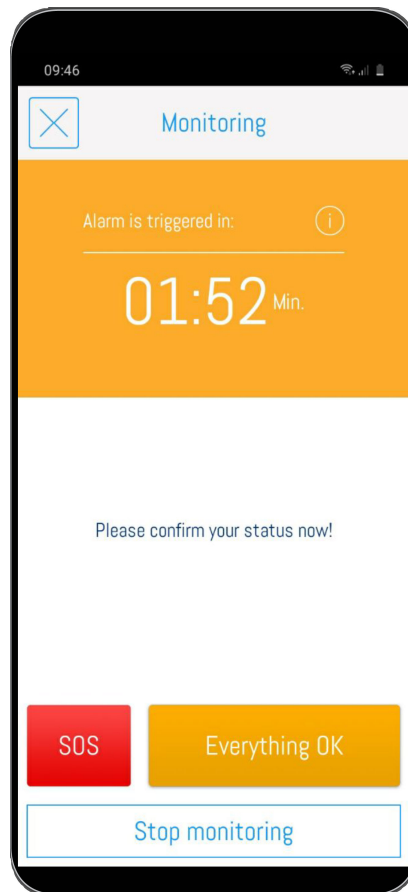 09:46
Monitoring
Alarm is triggered in:
i
01:52 Min.
Please confirm your status now!
SOS
Everything OK
Stop monitoring